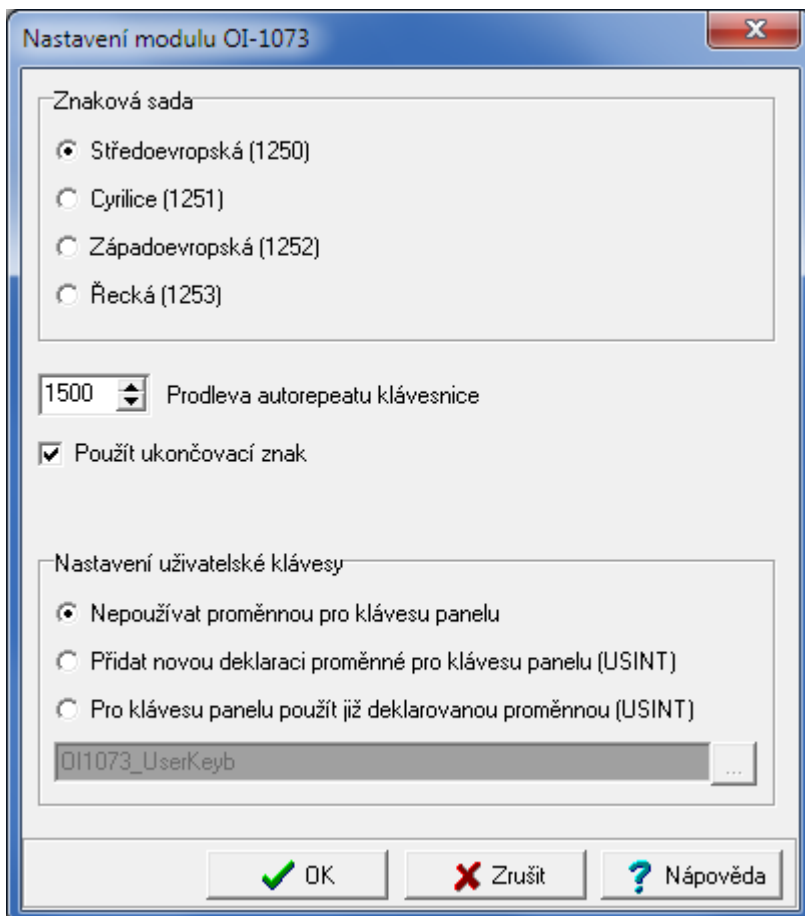 Nastavení modulu OI-1073
Znaková sada
Středoevropská (1250)
Cyrilice (1251)
Západoevropská (1252)
Řecká (1253)
1500 Prodleva autorepeatu klávesnice
Použít ukončovací znak
Nastavení uživatelské klávesy
Nepoužívat proměnnou pro klávesu panelu
Přidat novou deklaraci proměnné pro klávesu panelu (USINT)
Pro klávesu panelu použít již deklarovanou proměnnou (USINT)
OI1073_UserKeyb ...
OK Zrušit Nápověda